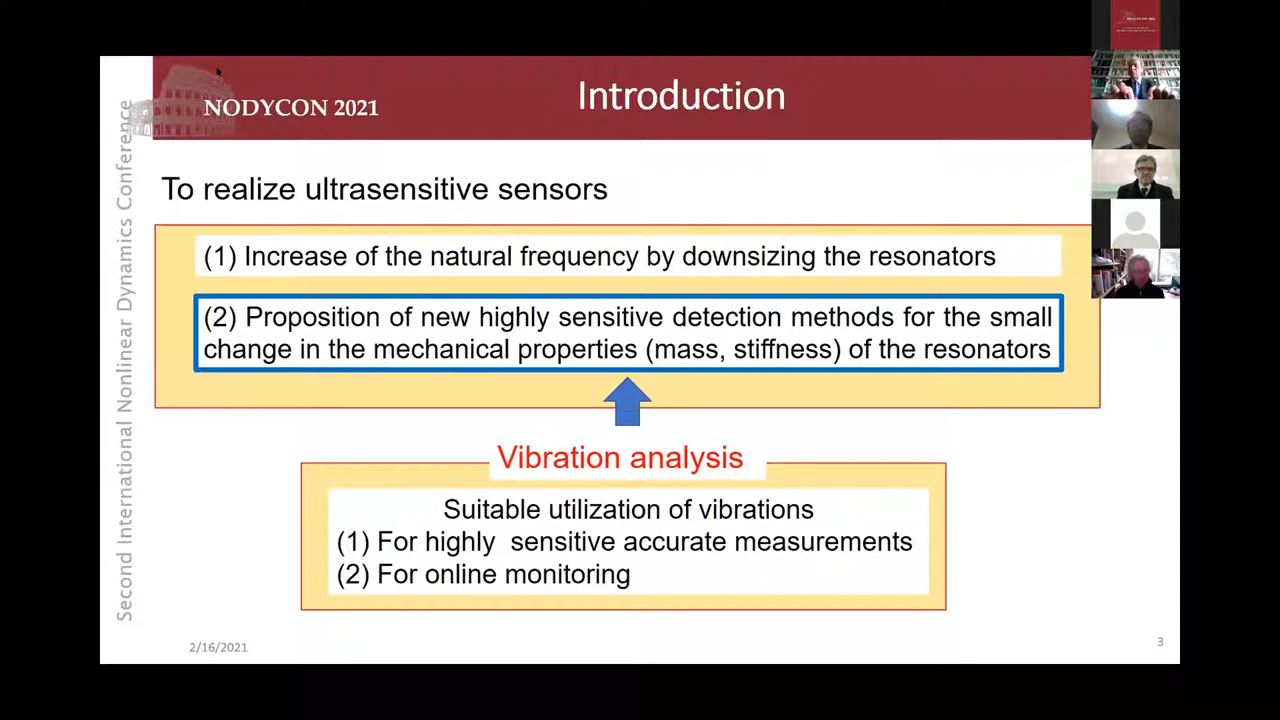 NODYCON 2021
Introduction
Second International Nonlinear Dynamics Conference
To realize ultrasensitive sensors
(1) Increase of the natural frequency by downsizing the resonators
(2) Proposition of new highly sensitive detection methods for the small
change in the mechanical properties (mass, stiffness) of the resonators
Vibration analysis
Suitable utilization of vibrations
(1) For highly sensitive accurate measurements
(2) For online monitoring
2/16/2021
3